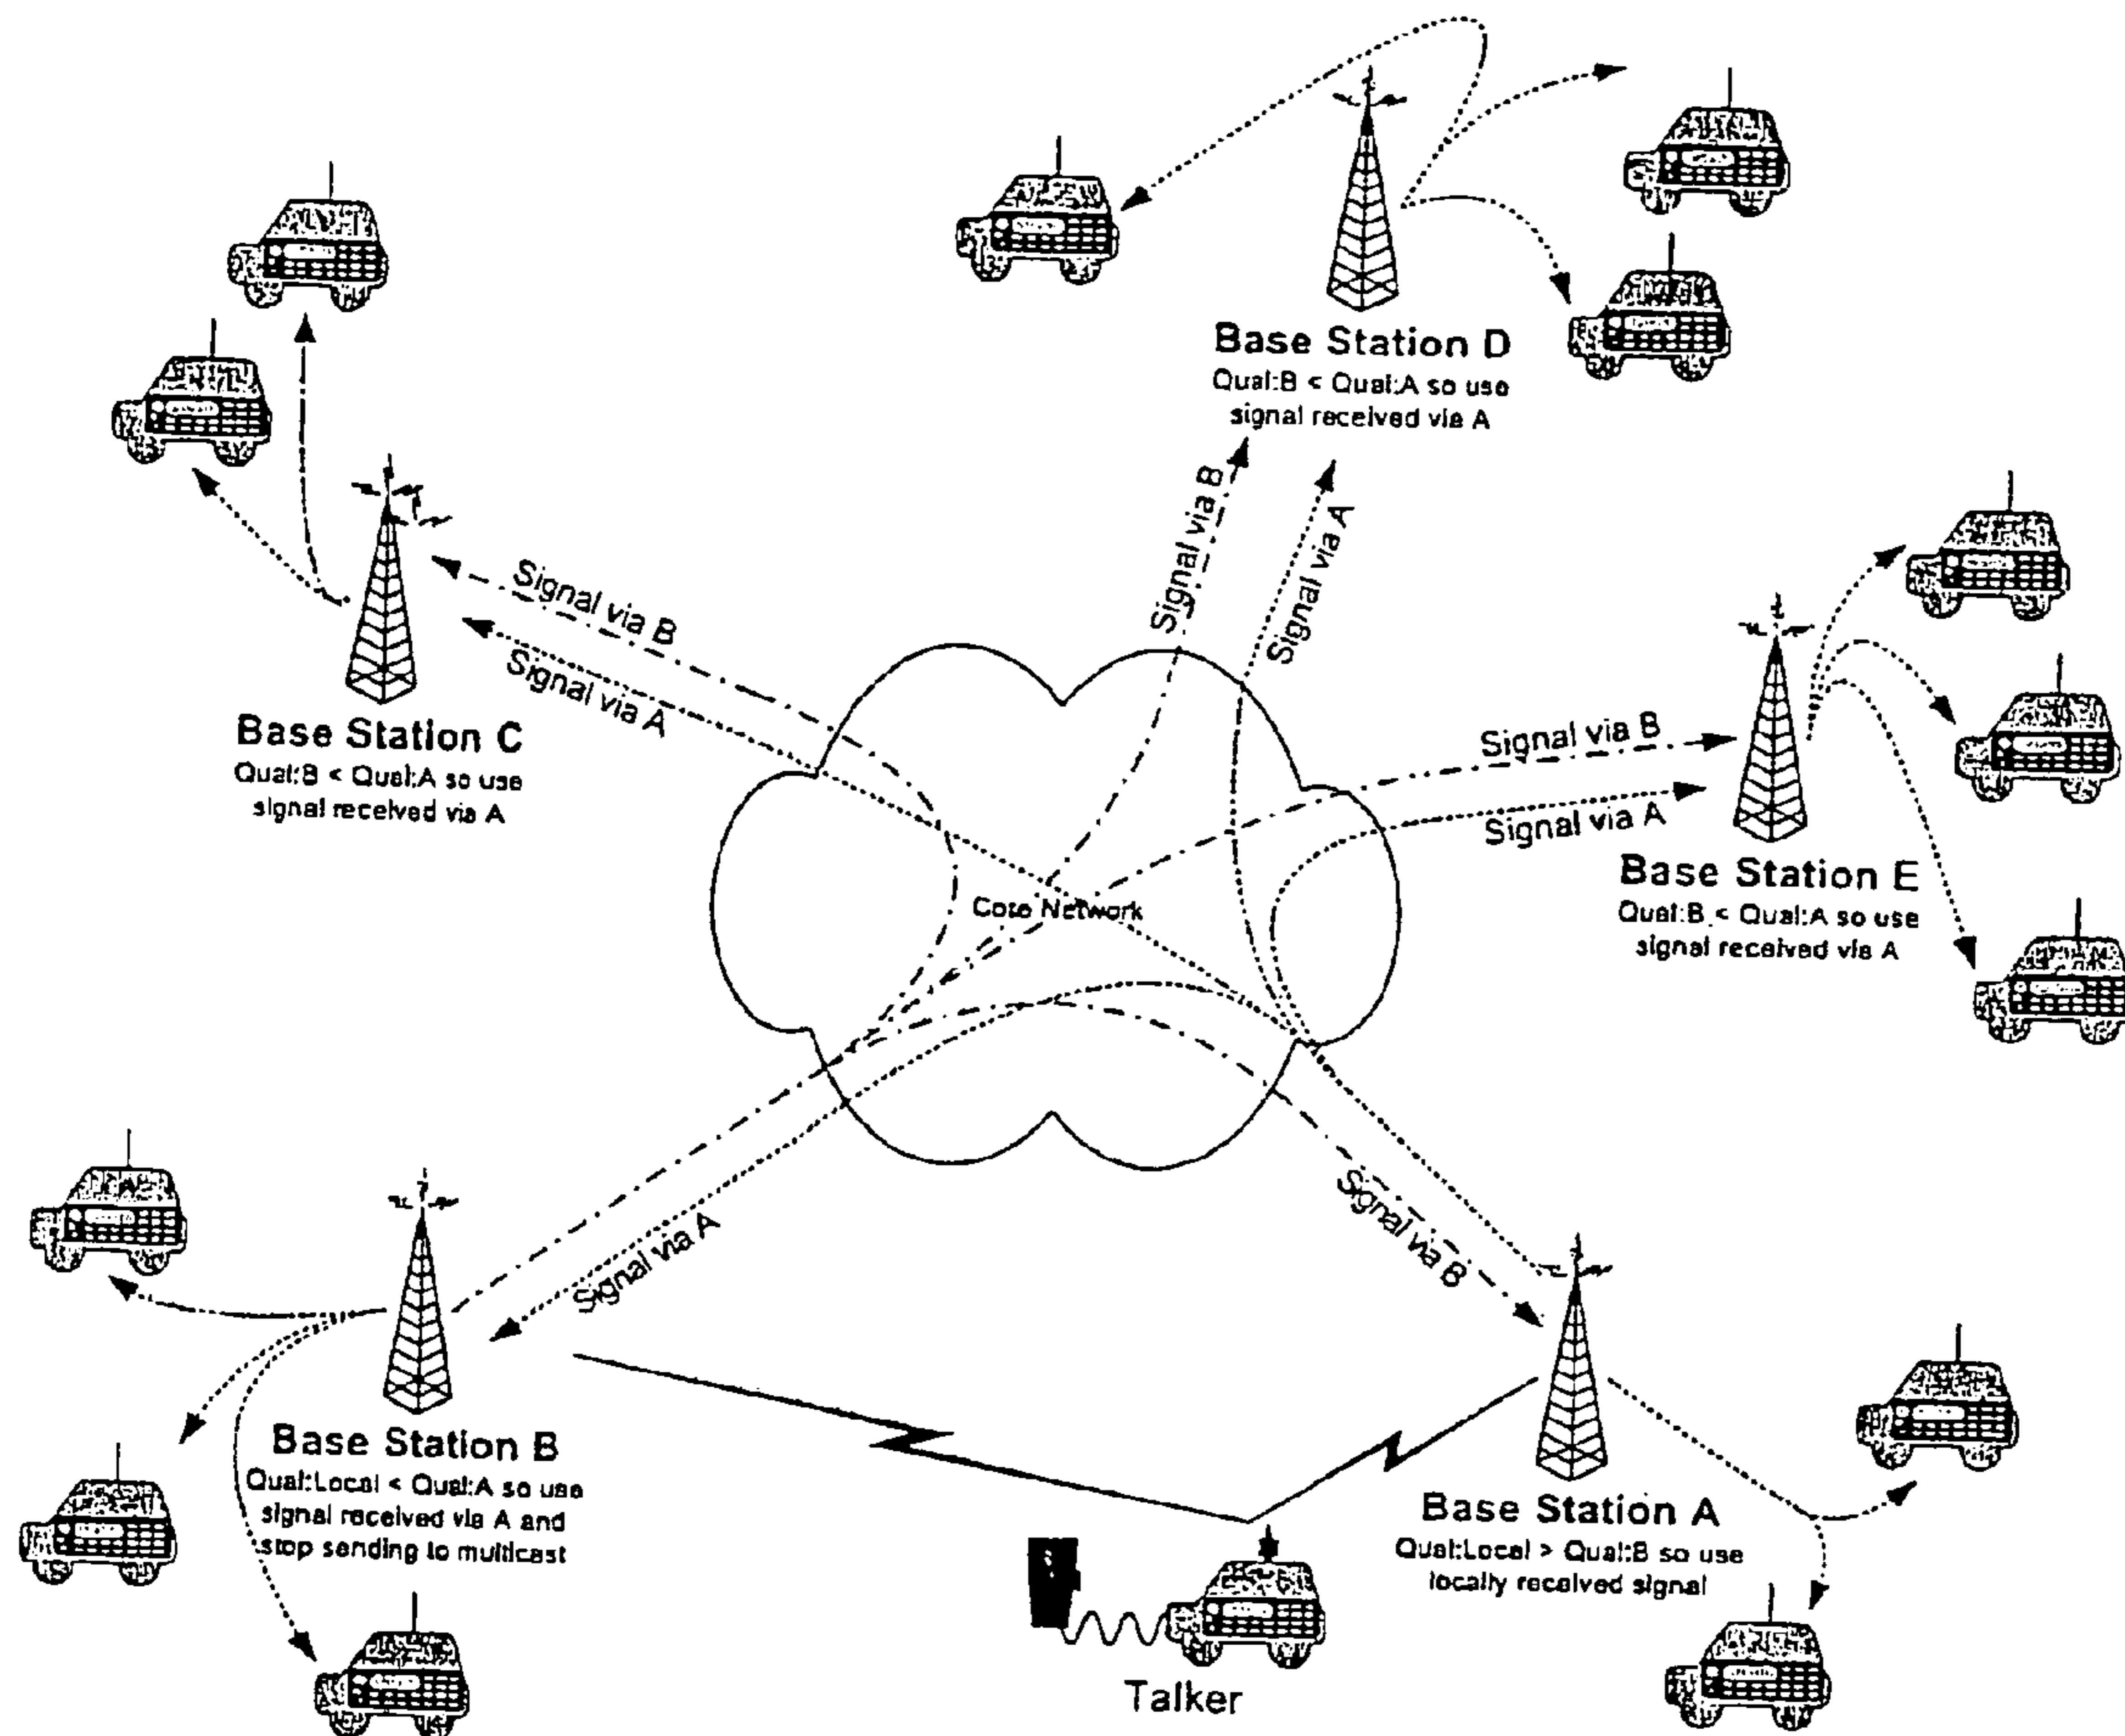 Base Station D
Qual:B < Qual:A so use
signal received via A
Signal via B
Signal via A
Signal via B
Signal via A
Base Station C
Qual:B < Qual:A so use
signal received via A
Signal via B
Signal via A
Base Station E
Qual:B < Qual:A so use
signal received via A
Core Network
Signal via A
Signal via B
Base Station B
Qual:Local < Qual:A so use
signal received via A and
stop sending to multicast
Base Station A
Qual:Local > Qual:B so use
locally received signal
Talker